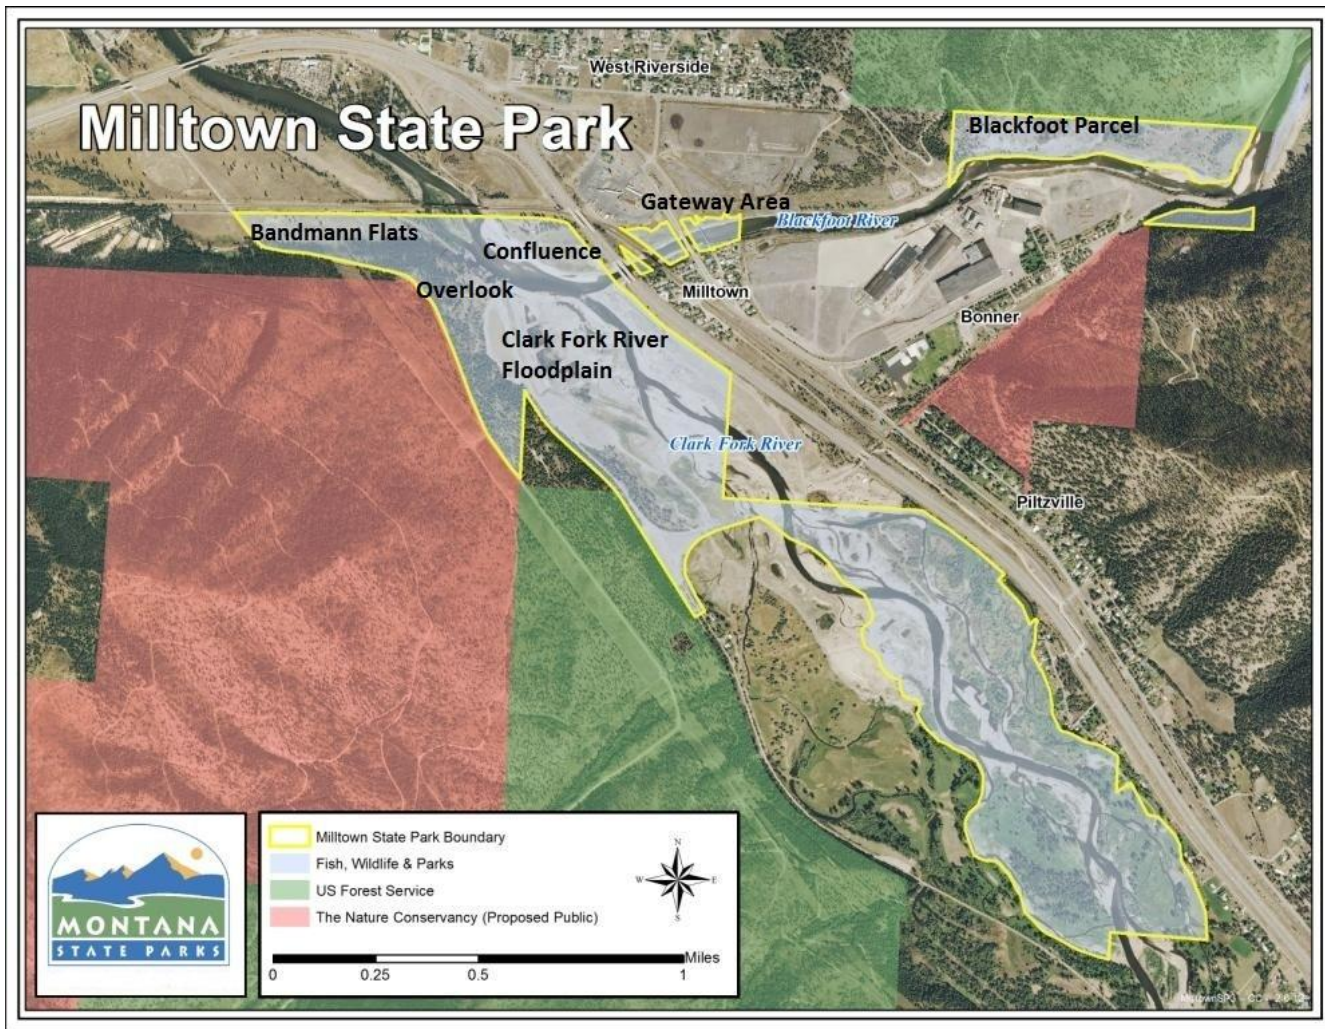 West Riverside
Milltown State Park
Blackfoot Parcel
Gateway Area
Blackfoot River
Bandmann Flats
Confluence
Overlook
Milltown
Bonner
Clark Fork River
Floodplain
Clark Fork River
Piltzville
MONTANA
STATE PARKS
Milltown State Park Boundary
Fish, Wildlife & Parks
US Forest Service
The Nature Conservancy (Proposed Public)
N
W
E
S
Miles
0
0.25
0.5
1